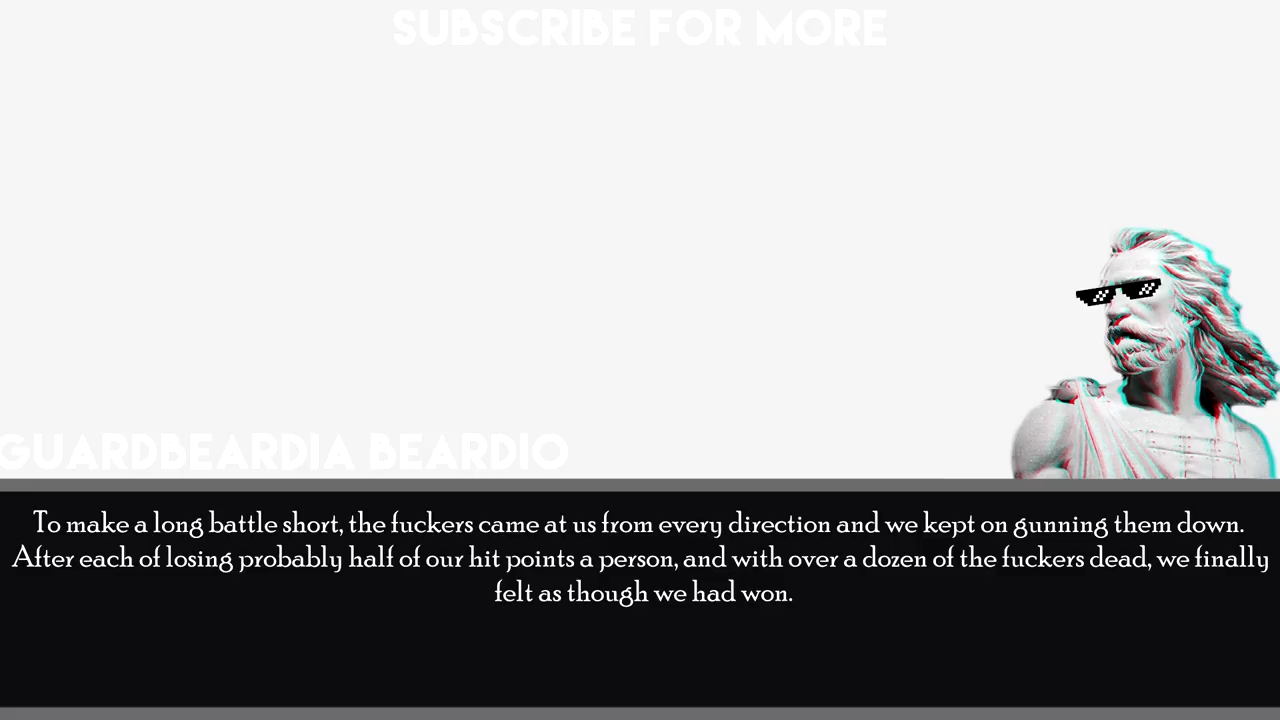 SUBSCRIBE FOR MORE
GUARDBEARDIA BEARDIO
To make a long battle short, the fuckers came at us from every direction and we kept on gunning them down.
After each of losing probably half of our hit points a person, and with over a dozen of the fuckers dead, we finally
felt as though we had won.